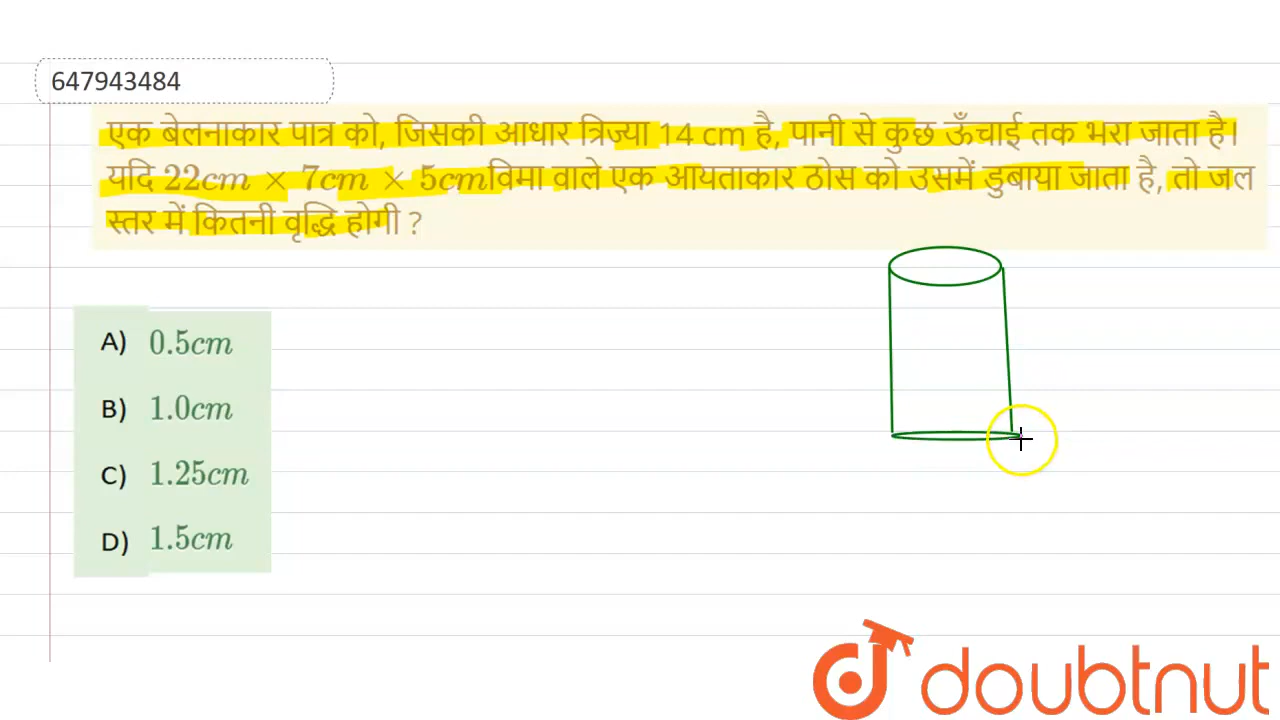 647943484
एक बेलनाकार पात्र को, जिसकी आधार त्रिज्या 14 cm है, पानी से कुछ ऊँचाई तक भरा जाता है।
यदि 22cm × 7cm × 5cmविमा वाले एक आयताकार ठोस को उसमें डुबाया जाता है, तो जल
स्तर में कितनी वृद्धि होगी ?
A) 0.5cm
B) 1.0cm
C) 1.25cm
D) 1.5cm
doubtnut